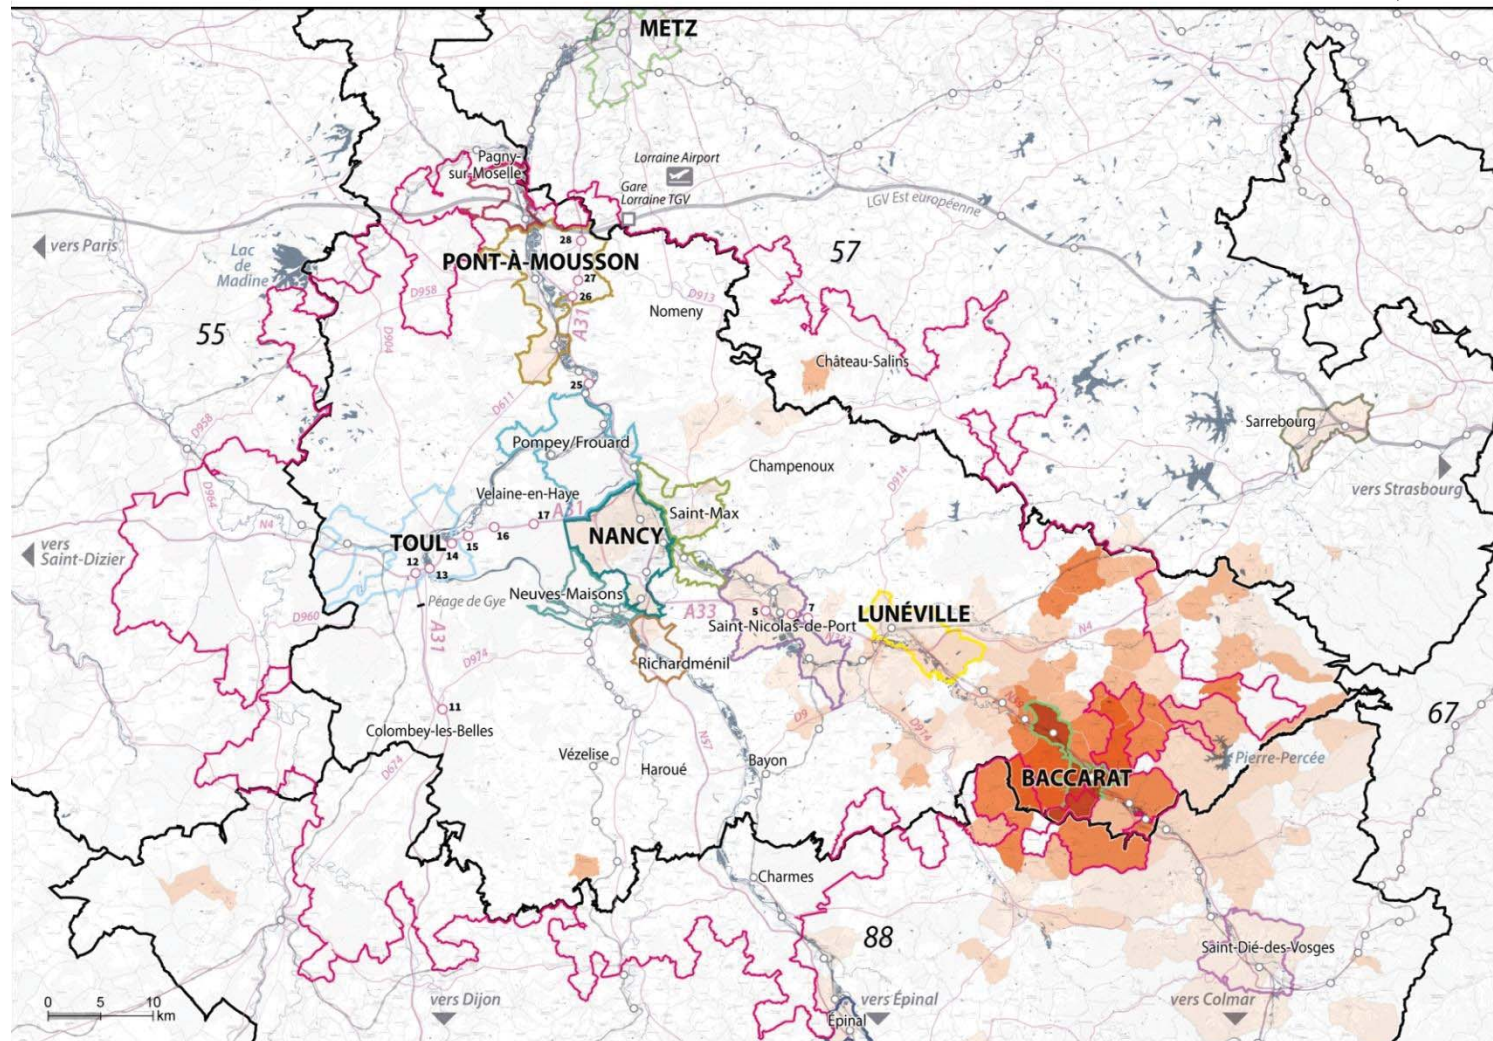 METZ
Pagny-
sur-Moselle
Lorraine Airport
Gare
Lorraine TGV
LGV Est européenne
vers Paris
Lac
de
Madine
PONT-À-MOUSSON
28
57
27
D958
26
D913
Nomeny
55
A31
D904
Château-Salins
25
D611
D958
Sarrebourg
Pompey/Frouard
Champenoux
D914
vers Strasbourg
D964
Velaine-en-Haye
Saint-Max
N4
17
A31
16
NANCY
TOUL
15
14
vers
Saint-Dizier
12
13
Neuves-Maisons
Péage de Gye
A33
5
7
LUNÉVILLE
D960
Saint-Nicolas-de-Port
N333
N4
A31
D974
Richardménil
11
D9
N59
67
Colombey-les-Belles
D914
N57
Vézelise
Haroué
Bayon
Pierre-Percée
D674
BACCARAT
Charmes
88
Saint-Dié-des-Vosges
0 5 10
km
vers Dijon
vers Épinal
vers Colmar
Épinal